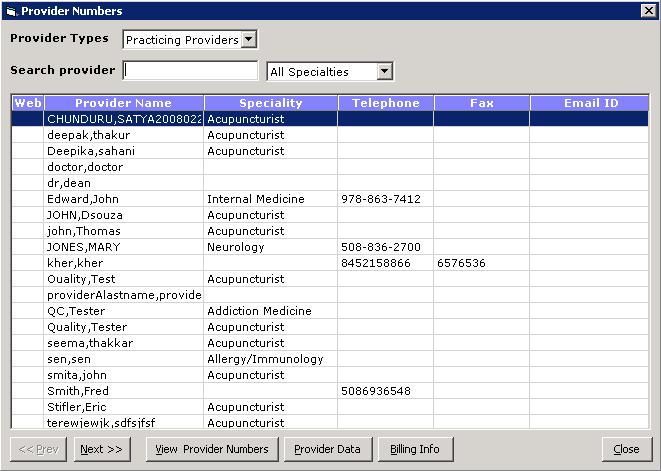 Provider Numbers
Provider Types Practicing Providers
Search provider All Specialties
Web Provider Name Speciality Telephone Fax Email ID
CHUNDURU,SATYA2008022 Acupuncturist
deepak,thakur Acupuncturist
Deepika,sahani Acupuncturist
doctor,doctor
dr,dean
Edward,John Internal Medicine 978-863-7412
JOHN,Dsouza Acupuncturist
john,Thomas Acupuncturist
JONES,MARY Neurology 508-836-2700
kher,kher 8452158866 6576536
Ouality,Test Acupuncturist
providerAlastname,provide
QC,Tester Addiction Medicine
Quality,Tester Acupuncturist
seema,thakkar Acupuncturist
sen,sen Allergy/Immunology
smita,john Acupuncturist
Smith,Fred 5086936548
Stifler,Eric Acupuncturist
terewjewjk,sdfsjfsf Acupuncturist
<< Prev Next >> View Provider Numbers Provider Data Billing Info Close